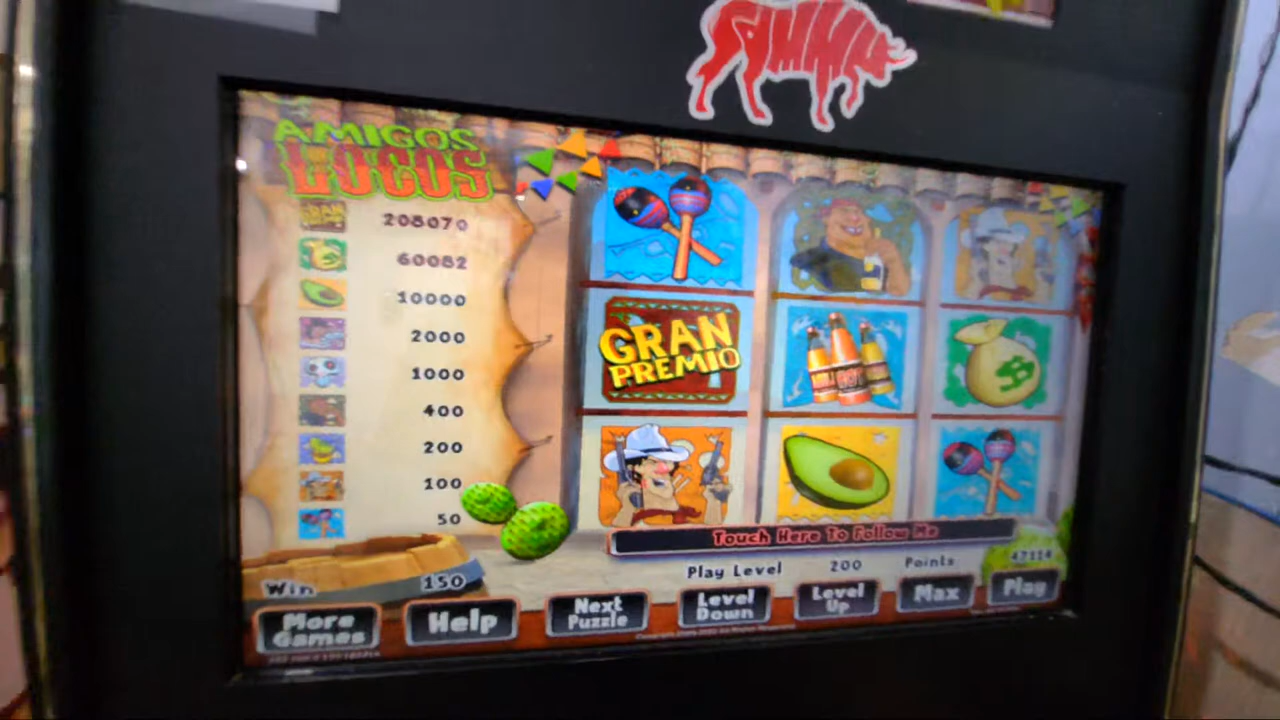 AMIGOS
LOCOS
GRAN 208070
60082
10000
2000
1000
400
200
100
50
GRAN
PREMIO
Touch Here To Follow Me
Win 150
Play Level 200 Points 47114
More
Games
Help
Next
Puzzle
Level
Down
Level
Up
Max
Play